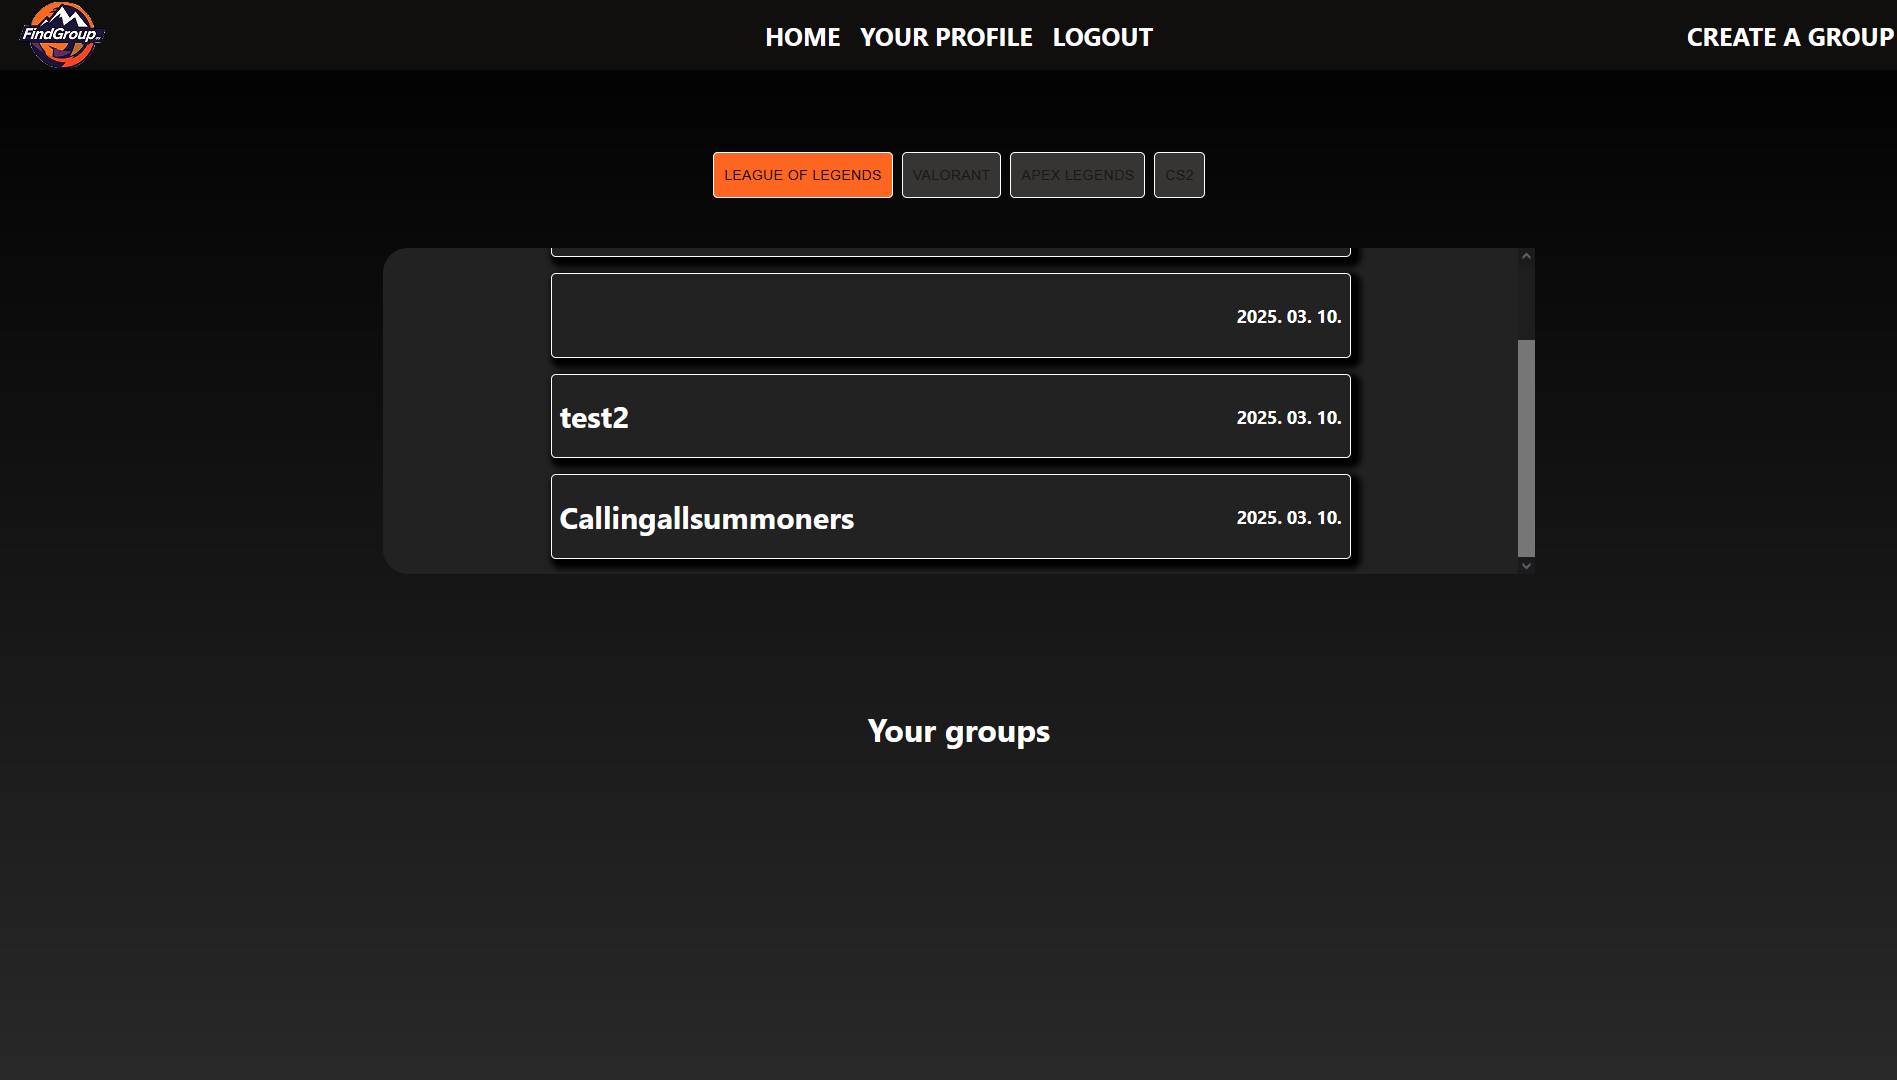 FindGroup
HOME YOUR PROFILE LOGOUT CREATE A GROUP
LEAGUE OF LEGENDS VALORANT APEX LEGENDS CS2
2025. 03. 10.
test2 2025. 03. 10.
Callingallsummoners 2025. 03. 10.
Your groups